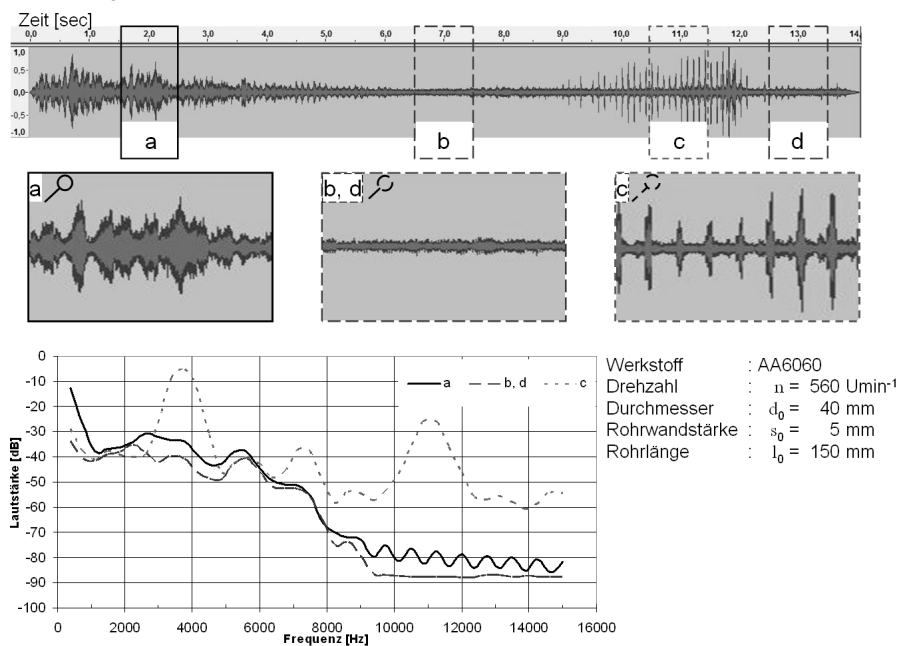 Zeit [sec]
0,0 1,0 2,0 3,0 4,0 5,0 6,0 7,0 8,0 9,0 10,0 11,0 12,0 13,0 14,
1,0
0,5
0,0
-0,5
-1,0
a b c d
a b, d c
0
-10
-20
-30
-40
-50
-60
-70
-80
-90
-100
Lautstärke [dB]
a b, d c
0 2000 4000 6000 8000 10000 12000 14000 16000
Frequenz [Hz]
Werkstoff : AA6060
Drehzahl : n = 560 Umin-1
Durchmesser : d0 = 40 mm
Rohrwandstärke : s0 = 5 mm
Rohrlänge : l0 = 150 mm